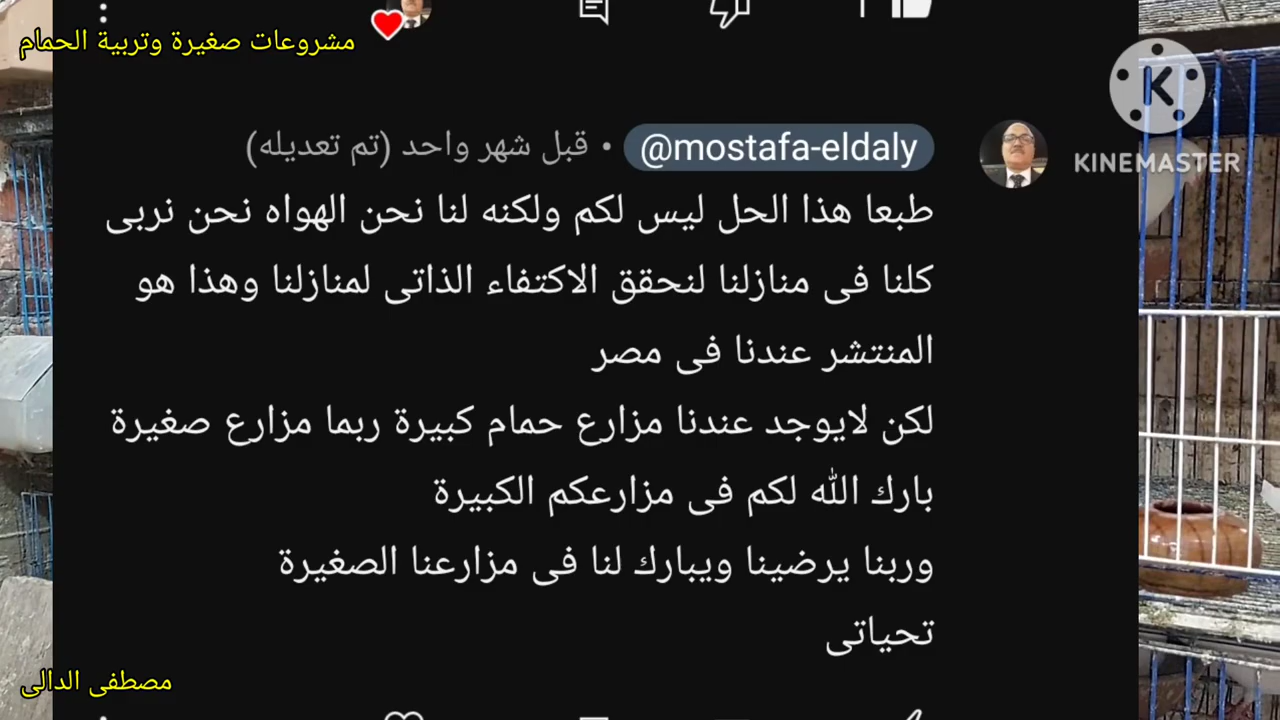 مشروعات صغيرة وتربية الحمام
KINEMASTER
@mostafa-eldaly • قبل شهر واحد (تم تعديله)
طبعا هذا الحل ليس لكم ولكنه لنا نحن الهواه نحن نربى
كلنا فى منازلنا لنحقق الاكتفاء الذاتى لمنازلنا وهذا هو
المنتشر عندنا فى مصر
لكن لايوجد عندنا مزارع حمام كبيرة ربما مزارع صغيرة
بارك الله لكم فى مزارعكم الكبيرة
وربنا يرضينا ويبارك لنا فى مزارعنا الصغيرة
تحياتى
مصطفى الدالى